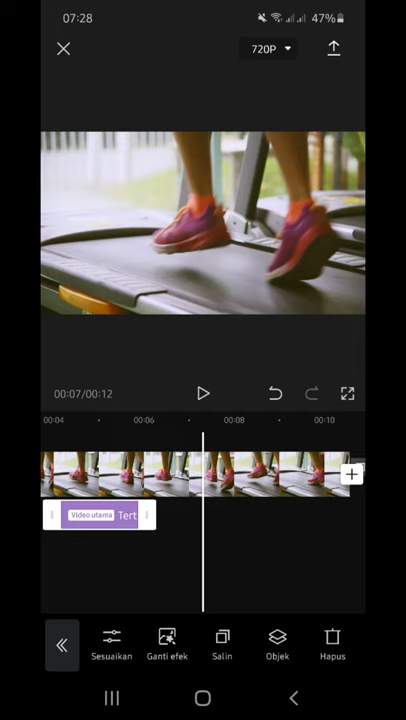 07:28 47%
720P
00:07/00:12
00:04 00:06 00:08 00:10
Video utama Tert
Sesuaikan Ganti efek Salin Objek Hapus